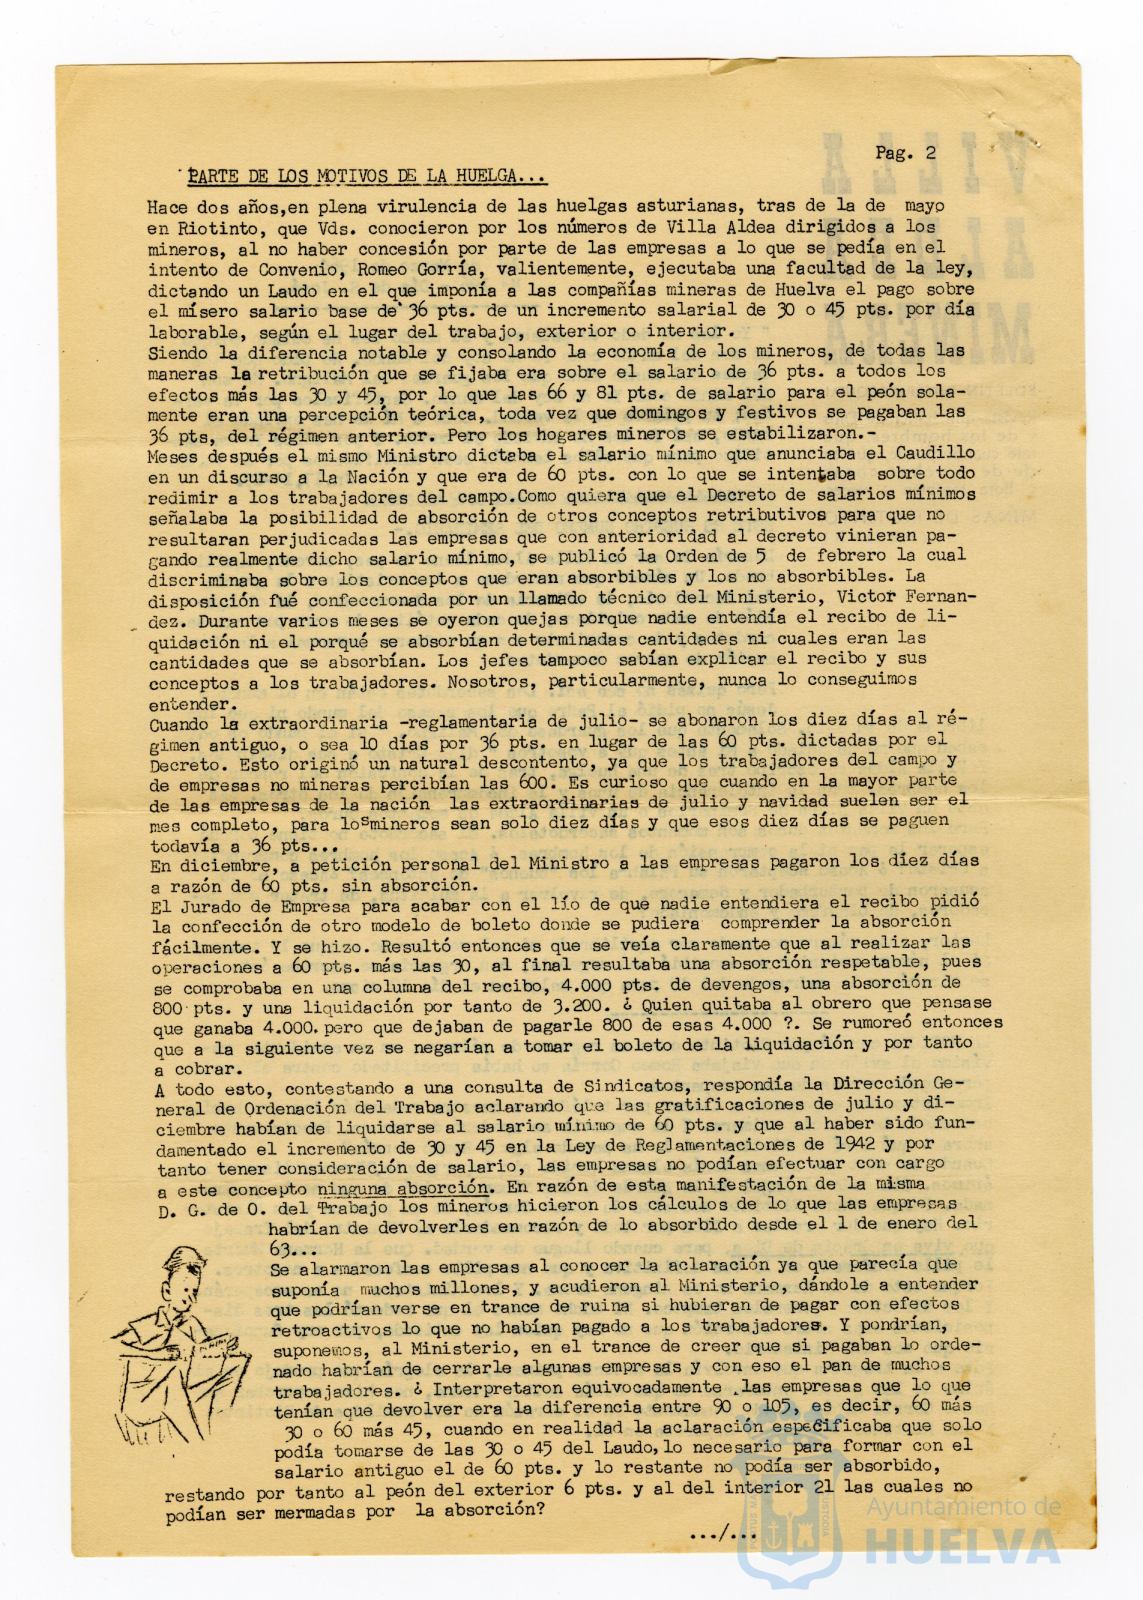 Pag. 2
PARTE DE LOS MOTIVOS DE LA HUELGA...
Hace dos años,en plena virulencia de las huelgas asturianas, tras de la de mayo
en Riotinto, que Vds. conocieron por los números de Villa Aldea dirigidos a los
mineros, al no haber concesión por parte de las empresas a lo que se pedía en el
intento de Convenio, Romeo Gorría, valientemente, ejecutaba una facultad de la ley,
dictando un Laudo en el que imponía a las compañías mineras de Huelva el pago sobre
el mísero salario base de 36 pts. de un incremento salarial de 30 o 45 pts. por día
laborable, según el lugar del trabajo, exterior o interior.
Siendo la diferencia notable y consolando la economía de los mineros, de todas las
maneras la retribución que se fijaba era sobre el salario de 36 pts. a todos los
efectos más las 30 y 45, por lo que las 66 y 81 pts. de salario para el peón sola-
mente eran una percepción teórica, toda vez que domingos y festivos se pagaban las
36 pts, del régimen anterior. Pero los hogares mineros se estabilizaron.-
Meses después el mismo Ministro dictaba el salario mínimo que anunciaba el Caudillo
en un discurso a la Nación y que era de 60 pts. con lo que se intentaba sobre todo
redimir a los trabajadores del campo.Como quiera que el Decreto de salarios mínimos
señalaba la posibilidad de absorción de otros conceptos retributivos para que no
resultaran perjudicadas las empresas que con anterioridad al decreto vinieran pa-
gando realmente dicho salario mínimo, se publicó la Orden de 5 de febrero la cual
discriminaba sobre los conceptos que eran absorbibles y los no absorbibles. La
disposición fué confeccionada por un llamado técnico del Ministerio, Victor Fernan-
dez. Durante varios meses se oyeron quejas porque nadie entendía el recibo de li-
quidación ni el porqué se absorbían determinadas cantidades ni cuales eran las
cantidades que se absorbían. Los jefes tampoco sabían explicar el recibo y sus
conceptos a los trabajadores. Nosotros, particularmente, nunca lo conseguimos
entender.
Cuando la extraordinaria -reglamentaria de julio- se abonaron los diez días al ré-
gimen antiguo, o sea 10 días por 36 pts. en lugar de las 60 pts. dictadas por el
Decreto. Esto originó un natural descontento, ya que los trabajadores del campo y
de empresas no mineras percibían las 600. Es curioso que cuando en la mayor parte
de las empresas de la nación las extraordinarias de julio y navidad suelen ser el
mes completo, para losmineros sean solo diez días y que esos diez días se paguen
todavía a 36 pts...
En diciembre, a petición personal del Ministro a las empresas pagaron los diez días
a razón de 60 pts. sin absorción.
El Jurado de Empresa para acabar con el lío de que nadie entendiera el recibo pidió
la confección de otro modelo de boleto donde se pudiera comprender la absorción
fácilmente. Y se hizo. Resultó entonces que se veía claramente que al realizar las
operaciones a 60 pts. más las 30, al final resultaba una absorción respetable, pues
se comprobaba en una columna del recibo, 4.000 pts. de devengos, una absorción de
800 pts. y una liquidación por tanto de 3.200. ¿ Quien quitaba al obrero que pensase
que ganaba 4.000. pero que dejaban de pagarle 800 de esas 4.000 ?. Se rumoreó entonces
que a la siguiente vez se negarían a tomar el boleto de la liquidación y por tanto
a cobrar.
A todo esto, contestando a una consulta de Sindicatos, respondía la Dirección Ge-
neral de Ordenación del Trabajo aclarando que las gratificaciones de julio y di-
ciembre habían de liquidarse al salario mínimo de 60 pts. y que al haber sido fun-
damentado el incremento de 30 y 45 en la Ley de Reglamentaciones de 1942 y por
tanto tener consideración de salario, las empresas no podían efectuar con cargo
a este concepto ninguna absorción. En razón de esta manifestación de la misma
D. G. de O. del Trabajo los mineros hicieron los cálculos de lo que las empresas
habrían de devolverles en razón de lo absorbido desde el 1 de enero del
63...
Se alarmaron las empresas al conocer la aclaración ya que parecía que
suponía muchos millones, y acudieron al Ministerio, dándole a entender
que podrían verse en trance de ruina si hubieran de pagar con efectos
retroactivos lo que no habían pagado a los trabajadores. Y pondrían,
suponemos, al Ministerio, en el trance de creer que si pagaban lo orde-
nado habrían de cerrarle algunas empresas y con eso el pan de muchos
trabajadores. ¿ Interpretaron equivocadamente las empresas que lo que
tenían que devolver era la diferencia entre 90 o 105, es decir, 60 más
30 o 60 más 45, cuando en realidad la aclaración especificaba que solo
podía tomarse de las 30 o 45 del Laudo,lo necesario para formar con el
salario antiguo el de 60 pts. y lo restante no podía ser absorbido,
restando por tanto al peón del exterior 6 pts. y al del interior 21 las cuales no
podían ser mermadas por la absorción?
.../...
Ayuntamiento de
HUELVA